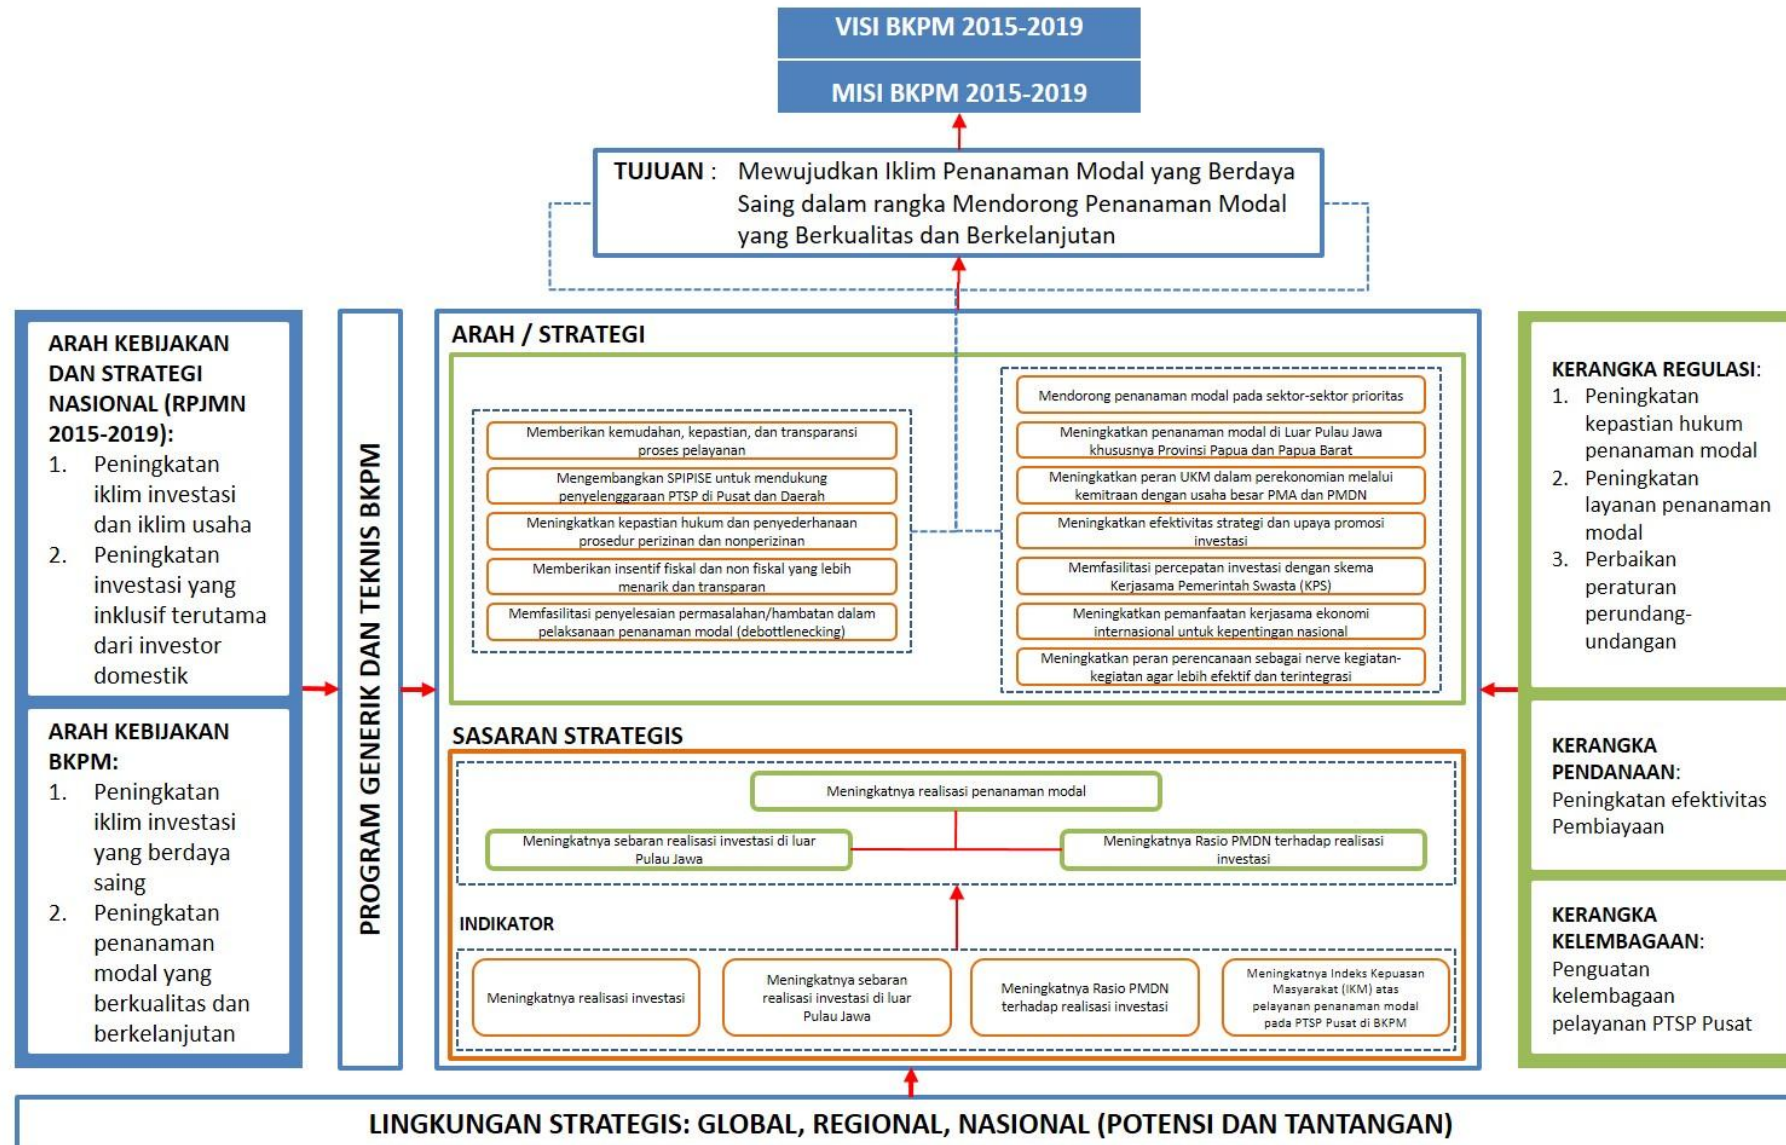 VISI BKPM 2015-2019
MISI BKPM 2015-2019
TUJUAN : Mewujudkan Iklim Penanaman Modal yang Berdaya
Saing dalam rangka Mendorong Penanaman Modal
yang Berkualitas dan Berkelanjutan
ARAH KEBIJAKAN
DAN STRATEGI
NASIONAL (RPJMN
2015-2019):
1. Peningkatan
iklim investasi
dan iklim usaha
2. Peningkatan
investasi yang
inklusif terutama
dari investor
domestik
ARAH KEBIJAKAN
BKPM:
1. Peningkatan
iklim investasi
yang berdaya
saing
2. Peningkatan
penanaman
modal yang
berkualitas dan
berkelanjutan
PROGRAM GENERIK DAN TEKNIS BKPM
ARAH / STRATEGI
Memberikan kemudahan, kepastian, dan transparansi
proses pelayanan
Mengembangkan SPIPISE untuk mendukung
penyelenggaraan PTSP di Pusat dan Daerah
Meningkatkan kepastian hukum dan penyederhanaan
prosedur perizinan dan nonperizinan
Memberikan insentif fiskal dan non fiskal yang lebih
menarik dan transparan
Memfasilitasi penyelesaian permasalahan/hambatan dalam
pelaksanaan penanaman modal (debottlenecking)
Mendorong penanaman modal pada sektor-sektor prioritas
Meningkatkan penanaman modal di Luar Pulau Jawa
khususnya Provinsi Papua dan Papua Barat
Meningkatkan peran UKM dalam perekonomian melalui
kemitraan dengan usaha besar PMA dan PMDN
Meningkatkan efektivitas strategi dan upaya promosi
investasi
Memfasilitasi percepatan investasi dengan skema
Kerjasama Pemerintah Swasta (KPS)
Meningkatkan pemanfaatan kerjasama ekonomi
internasional untuk kepentingan nasional
Meningkatkan peran perencanaan sebagai nerve kegiatan-
kegiatan agar lebih efektif dan terintegrasi
SASARAN STRATEGIS
Meningkatnya realisasi penanaman modal
Meningkatnya sebaran realisasi investasi di luar
Pulau Jawa
Meningkatnya Rasio PMDN terhadap realisasi
investasi
INDIKATOR
Meningkatnya realisasi investasi
Meningkatnya sebaran
realisasi investasi di luar
Pulau Jawa
Meningkatnya Rasio PMDN
terhadap realisasi investasi
Meningkatnya Indeks Kepuasan
Masyarakat (IKM) atas
pelayanan penanaman modal
pada PTSP Pusat di BKPM
KERANGKA REGULASI:
1. Peningkatan
kepastian hukum
penanaman modal
2. Peningkatan
layanan penanaman
modal
3. Perbaikan
peraturan
perundang-
undangan
KERANGKA
PENDANAAN:
Peningkatan efektivitas
Pembiayaan
KERANGKA
KELEMBAGAAN:
Penguatan
kelembagaan
pelayanan PTSP Pusat
LINGKUNGAN STRATEGIS: GLOBAL, REGIONAL, NASIONAL (POTENSI DAN TANTANGAN)